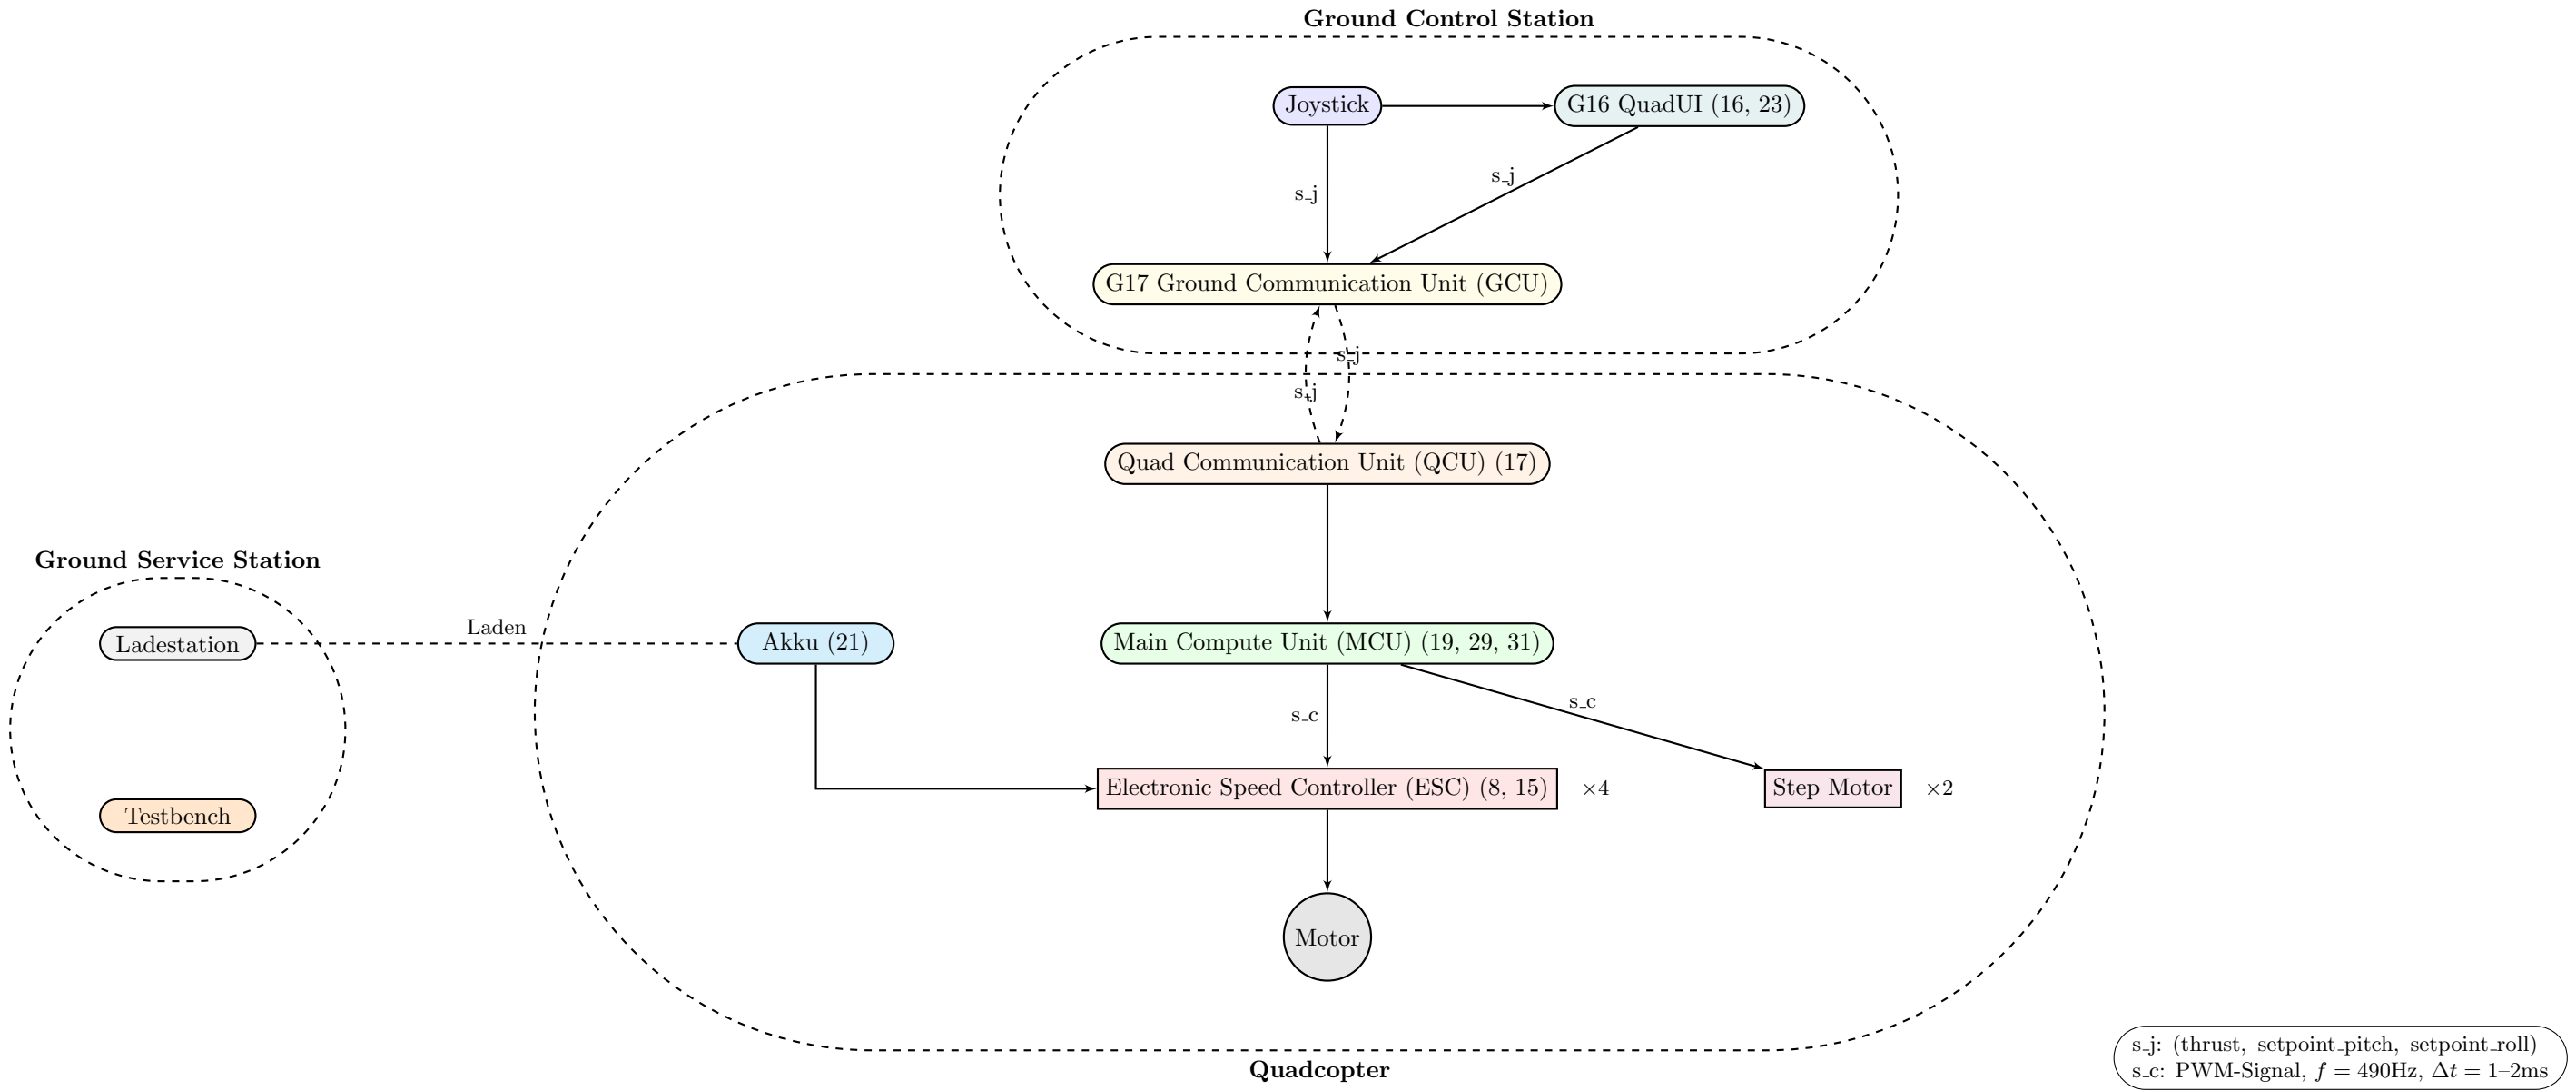 Ground Control Station
Joystick
G16 QuadUI (16, 23)
s_j
s_j
G17 Ground Communication Unit (GCU)
s_j
s_j
Quad Communication Unit (QCU) (17)
Ground Service Station
Ladestation
Laden
Akku (21)
Main Compute Unit (MCU) (19, 29, 31)
s_c
s_c
Electronic Speed Controller (ESC) (8, 15)
×4
Step Motor
×2
Testbench
Motor
Quadcopter
s_j: (thrust, setpoint_pitch, setpoint_roll)
s_c: PWM-Signal, f = 490Hz, Δt = 1–2ms